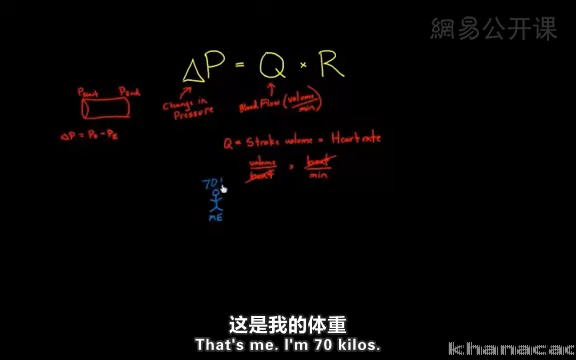 網易公开课
ΔP = Q × R
Pstart Pend
Change in Pressure
Blood Flow (volume/min)
ΔP = Ps - PE
Q = Stroke volume × Heart rate
volume/beat × beat/min
70
ME
这是我的体重
That's me. I'm 70 kilos.
khanacac